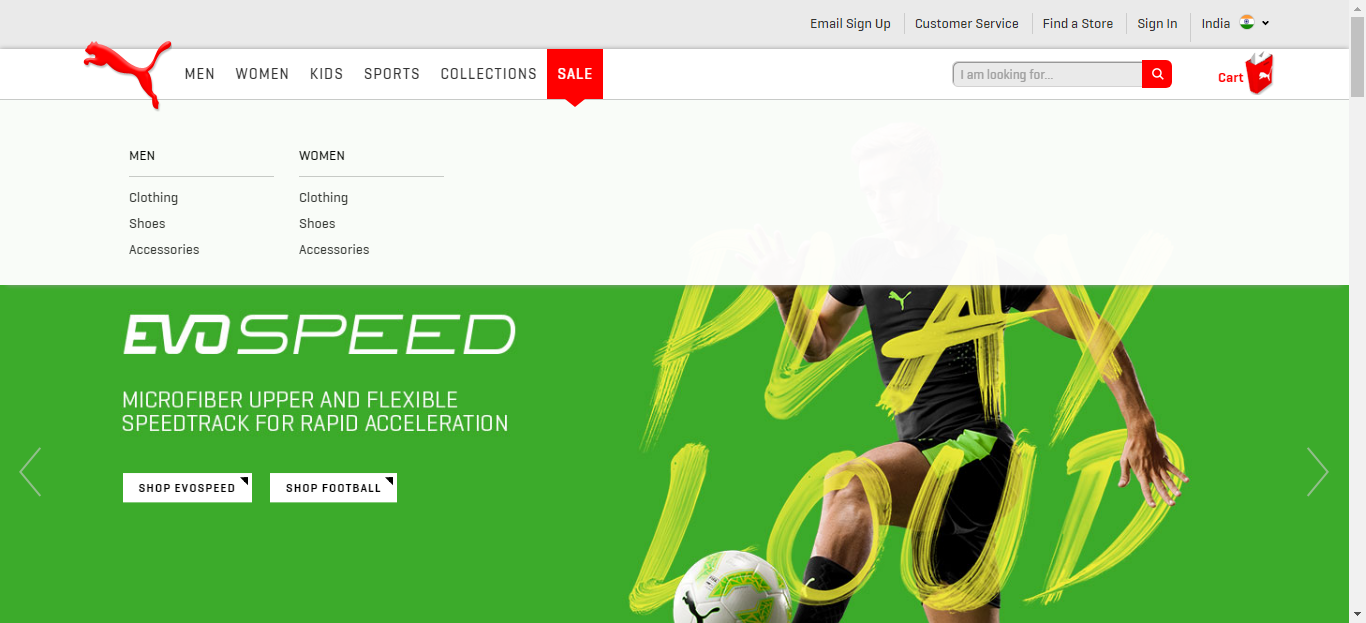 Email Sign Up
Customer Service
Find a Store
Sign In
India
MEN
WOMEN
KIDS
SPORTS
COLLECTIONS
SALE
I am looking for...
Cart
MEN
WOMEN
Clothing
Clothing
Shoes
Shoes
Accessories
Accessories
PLAY
LOUD
EVOSPEED
MICROFIBER UPPER AND FLEXIBLE
SPEEDTRACK FOR RAPID ACCELERATION
SHOP EVOSPEED
SHOP FOOTBALL